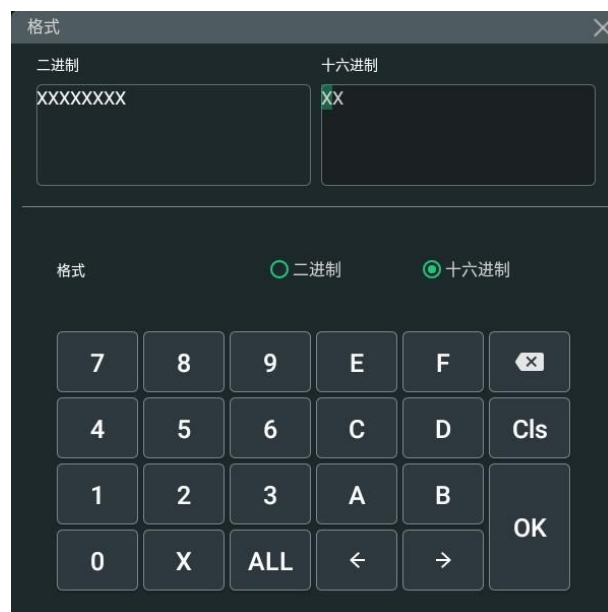 格式
二进制 十六进制
XXXXXXXX XX
格式 二进制 十六进制
7 8 9 E F
4 5 6 C D Cls
1 2 3 A B
OK
0 X ALL ← →